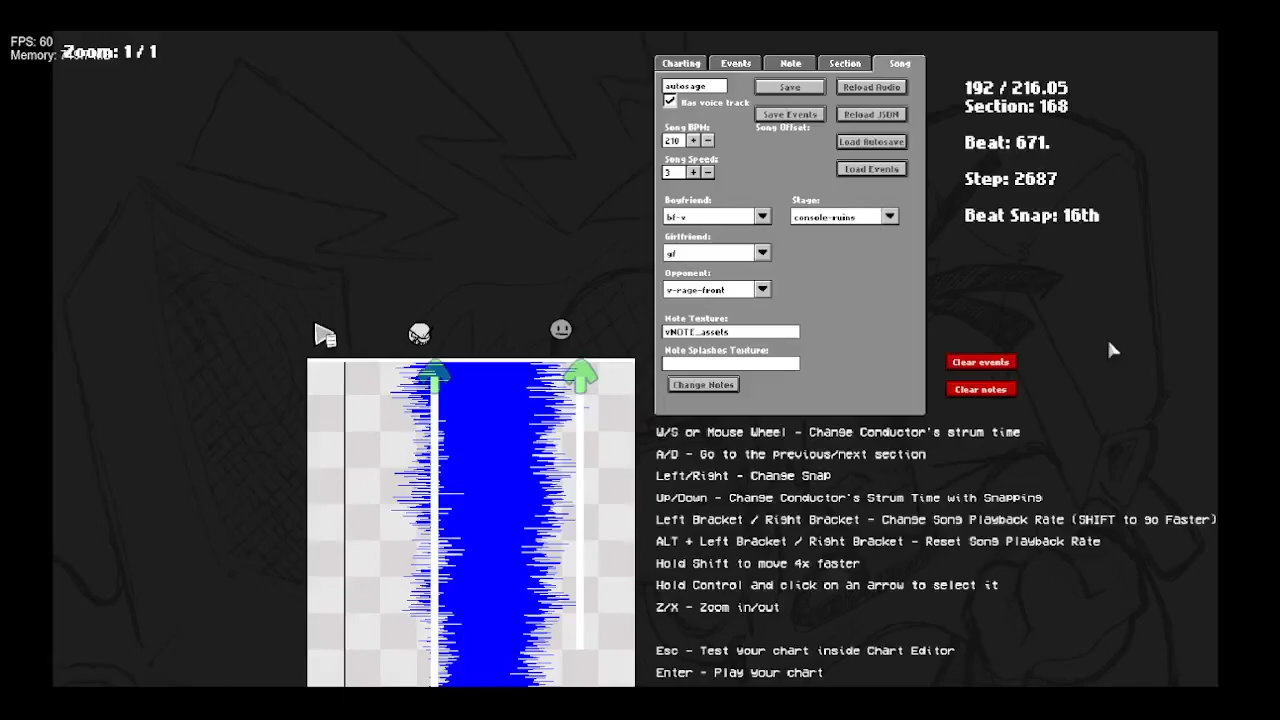 FPS: 60
Memory:
Zoom: 1 / 1
Charting
Events
Note
Section
Song
autosage
Save
Reload Audio
Has voice track
Save Events
Reload JSON
Song BPM:
Song Offset:
210 + -
Load Autosave
Song Speed:
3 + -
Load Events
Boyfriend:
Stage:
bf-v
console-ruins
Girlfriend:
gf
Opponent:
v-rage-front
Note Texture:
vNOTE_assets
Note Splashes Texture:
Change Notes
192 / 216.05
Section: 168
Beat: 671.
Step: 2687
Beat Snap: 16th
Clear events
Clear notes
W/S or Mouse Wheel - Change Conductor's strum time
A/D - Go to the previous/next section
Left/Right - Change Snap
Up/Down - Change Conductor's Strum Time with Snapping
Left Bracket / Right Bracket - Change Song Playback Rate (SHIFT to go Faster)
ALT + Left Bracket / Right Bracket - Reset Song Playback Rate
Hold Shift to move 4x faster
Hold Control and click on an arrow to select it
Z/X - Zoom in/out
Esc - Test your chart inside Chart Editor
Enter - Play your chart